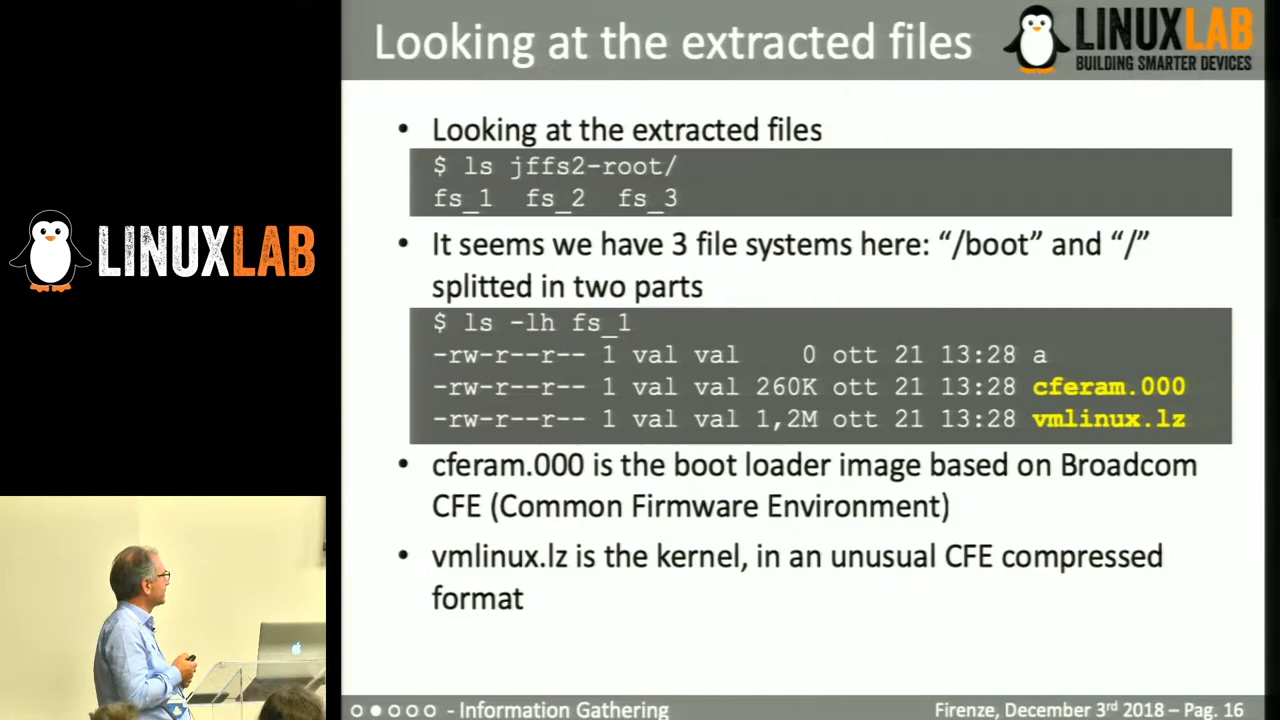 Looking at the extracted files
LINUXLAB
BUILDING SMARTER DEVICES
• Looking at the extracted files
$ ls jffs2-root/
fs_1 fs_2 fs_3
• It seems we have 3 file systems here: “/boot” and “/”
splitted in two parts
$ ls -lh fs_1
-rw-r--r-- 1 val val 0 ott 21 13:28 a
-rw-r--r-- 1 val val 260K ott 21 13:28 cferam.000
-rw-r--r-- 1 val val 1,2M ott 21 13:28 vmlinux.lz
• cferam.000 is the boot loader image based on Broadcom
CFE (Common Firmware Environment)
• vmlinux.lz is the kernel, in an unusual CFE compressed
format
- Information Gathering
Firenze, December 3rd 2018 – Pag. 16
LINUXLAB